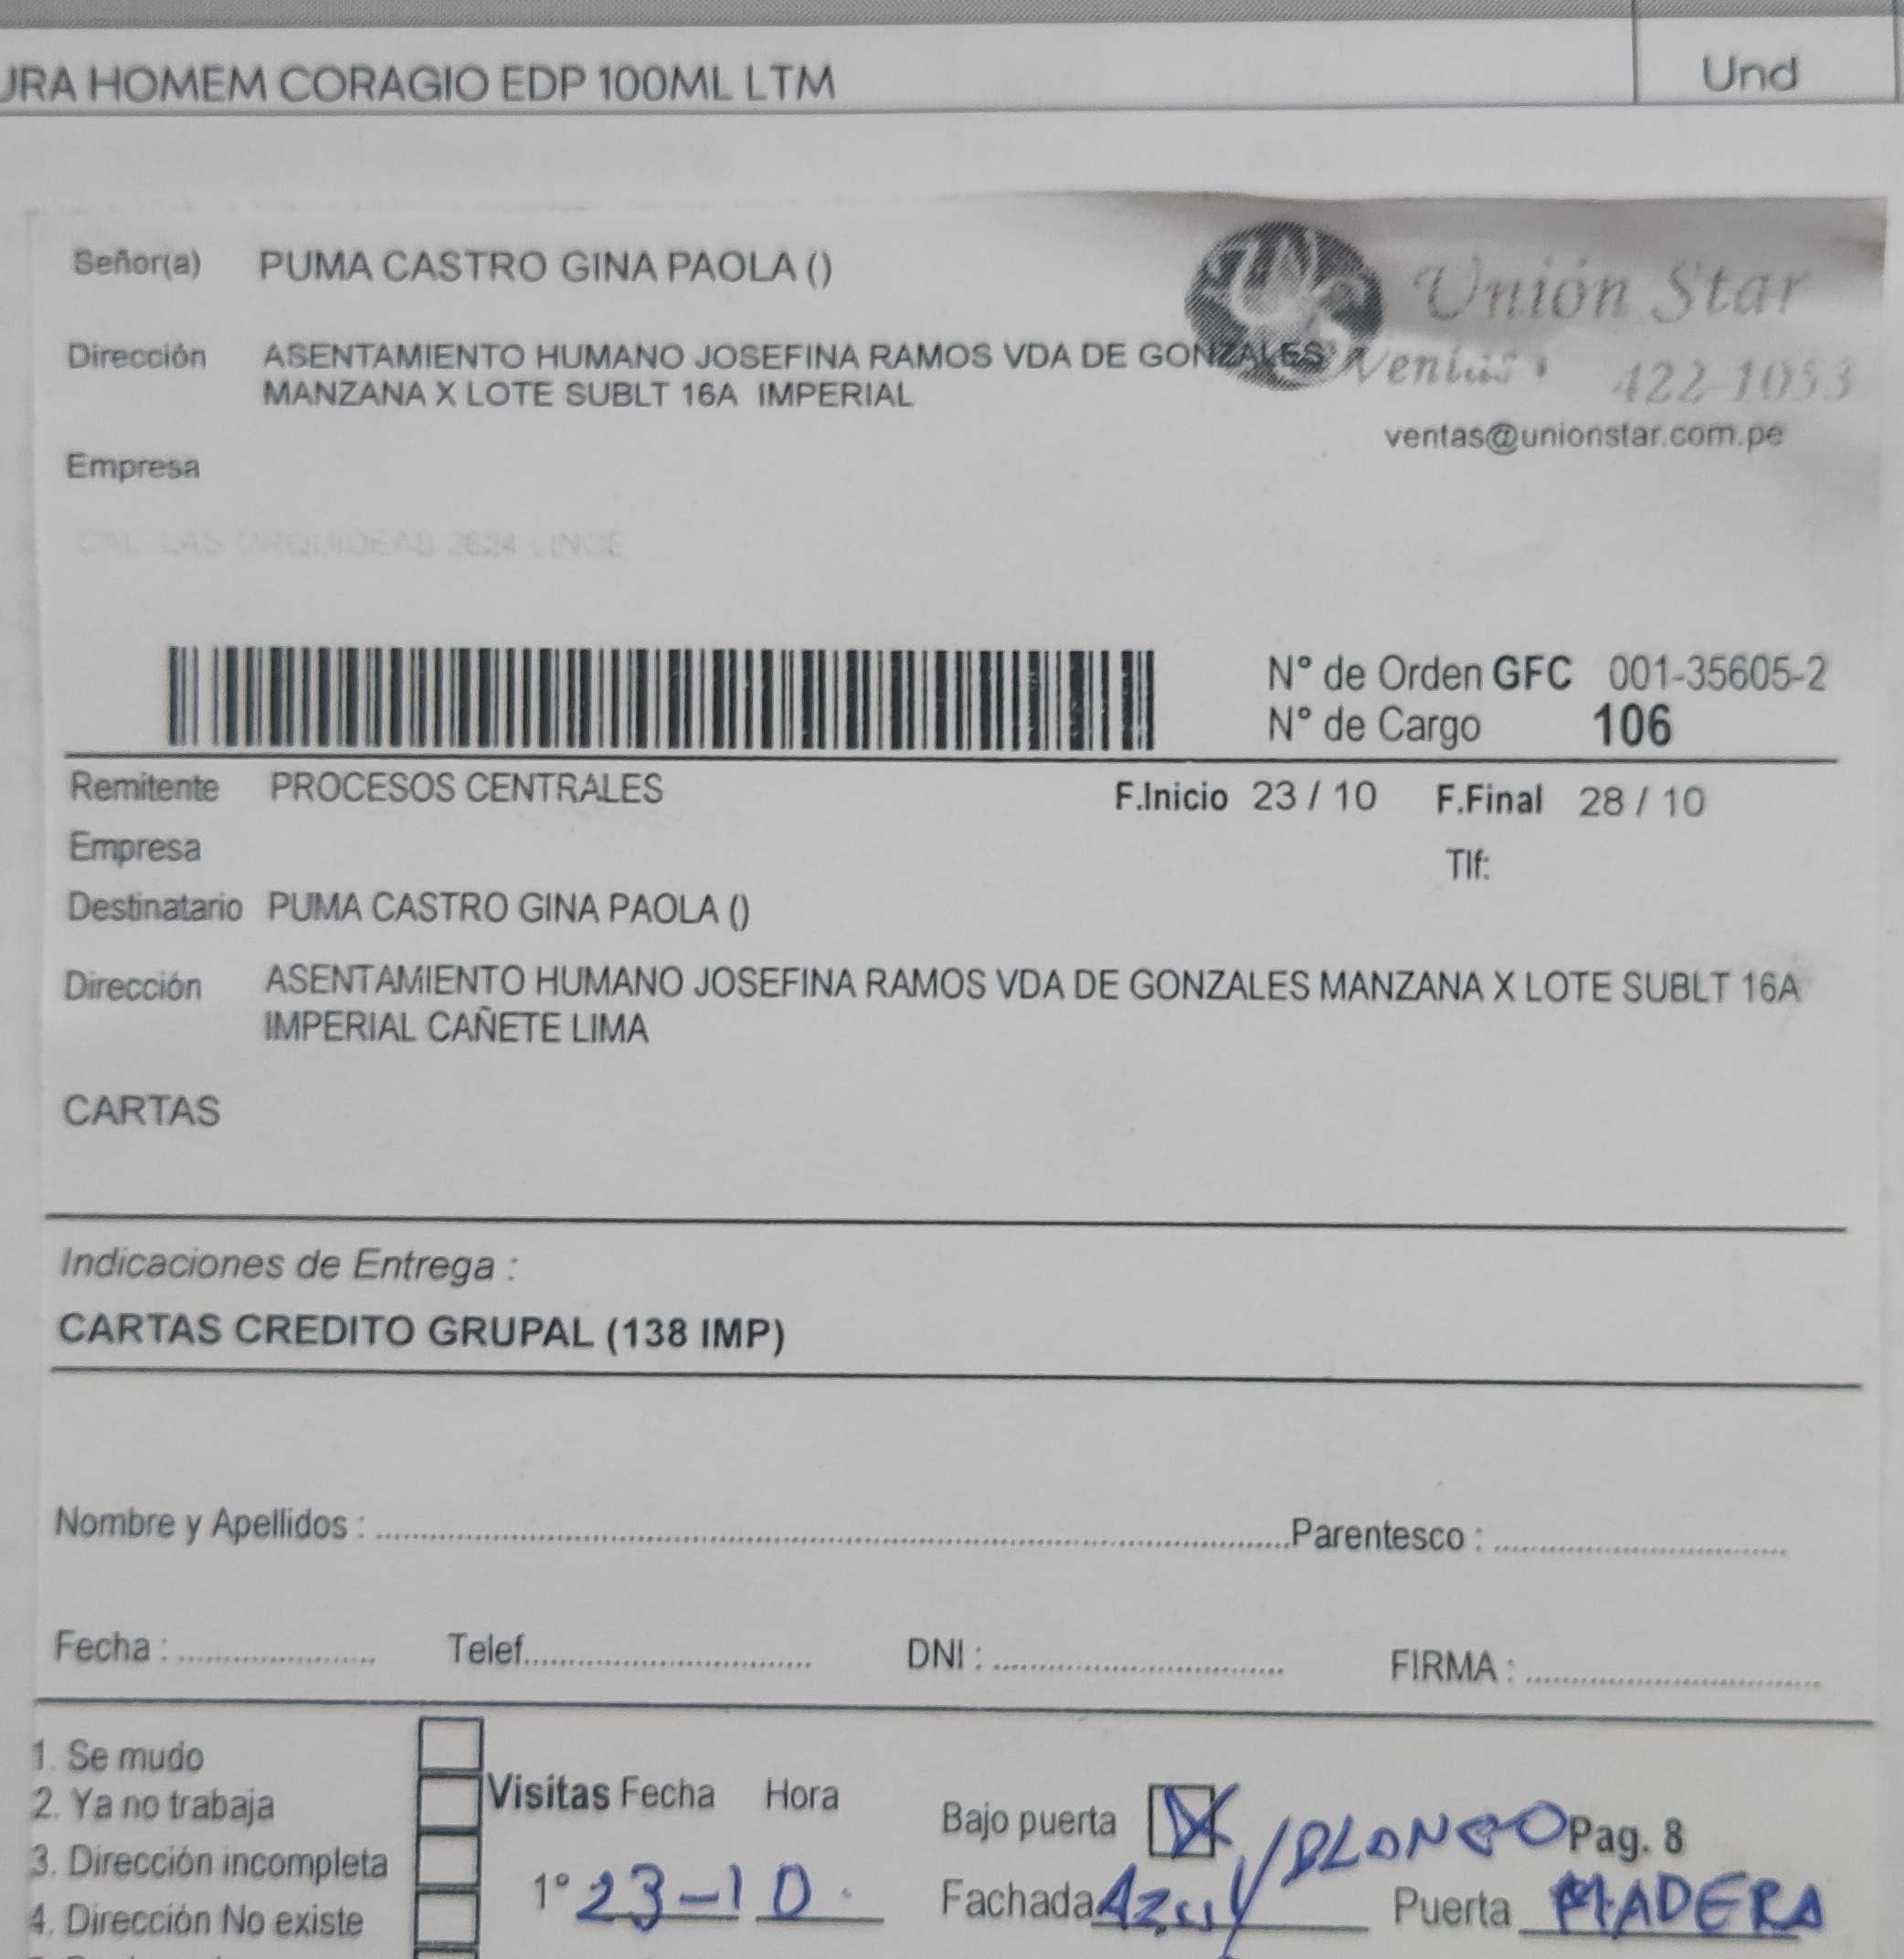 URA HOMEM CORAGIO EDP 100ML LTM Und
Señor(a) PUMA CASTRO GINA PAOLA ()
Unión Star
Dirección ASENTAMIENTO HUMANO JOSEFINA RAMOS VDA DE GONZALES
Ventas: 422-1053
MANZANA X LOTE SUBLT 16A IMPERIAL
ventas@unionstar.com.pe
Empresa
CAL LAS ORQUIDEAS 2624 LINCE
N° de Orden GFC 001-35605-2
N° de Cargo 106
Remitente PROCESOS CENTRALES F.Inicio 23 / 10 F.Final 28 / 10
Empresa Tlf:
Destinatario PUMA CASTRO GINA PAOLA ()
Dirección ASENTAMIENTO HUMANO JOSEFINA RAMOS VDA DE GONZALES MANZANA X LOTE SUBLT 16A
IMPERIAL CAÑETE LIMA
CARTAS
Indicaciones de Entrega :
CARTAS CREDITO GRUPAL (138 IMP)
Nombre y Apellidos : Parentesco :
Fecha : Telef. DNI : FIRMA :
1. Se mudo
2. Ya no trabaja
3. Dirección incompleta
4. Dirección No existe
Visitas Fecha Hora
1° 23-10.
Bajo puerta X Pag. 8
Fachada Azul/BLANCO Puerta MADERA